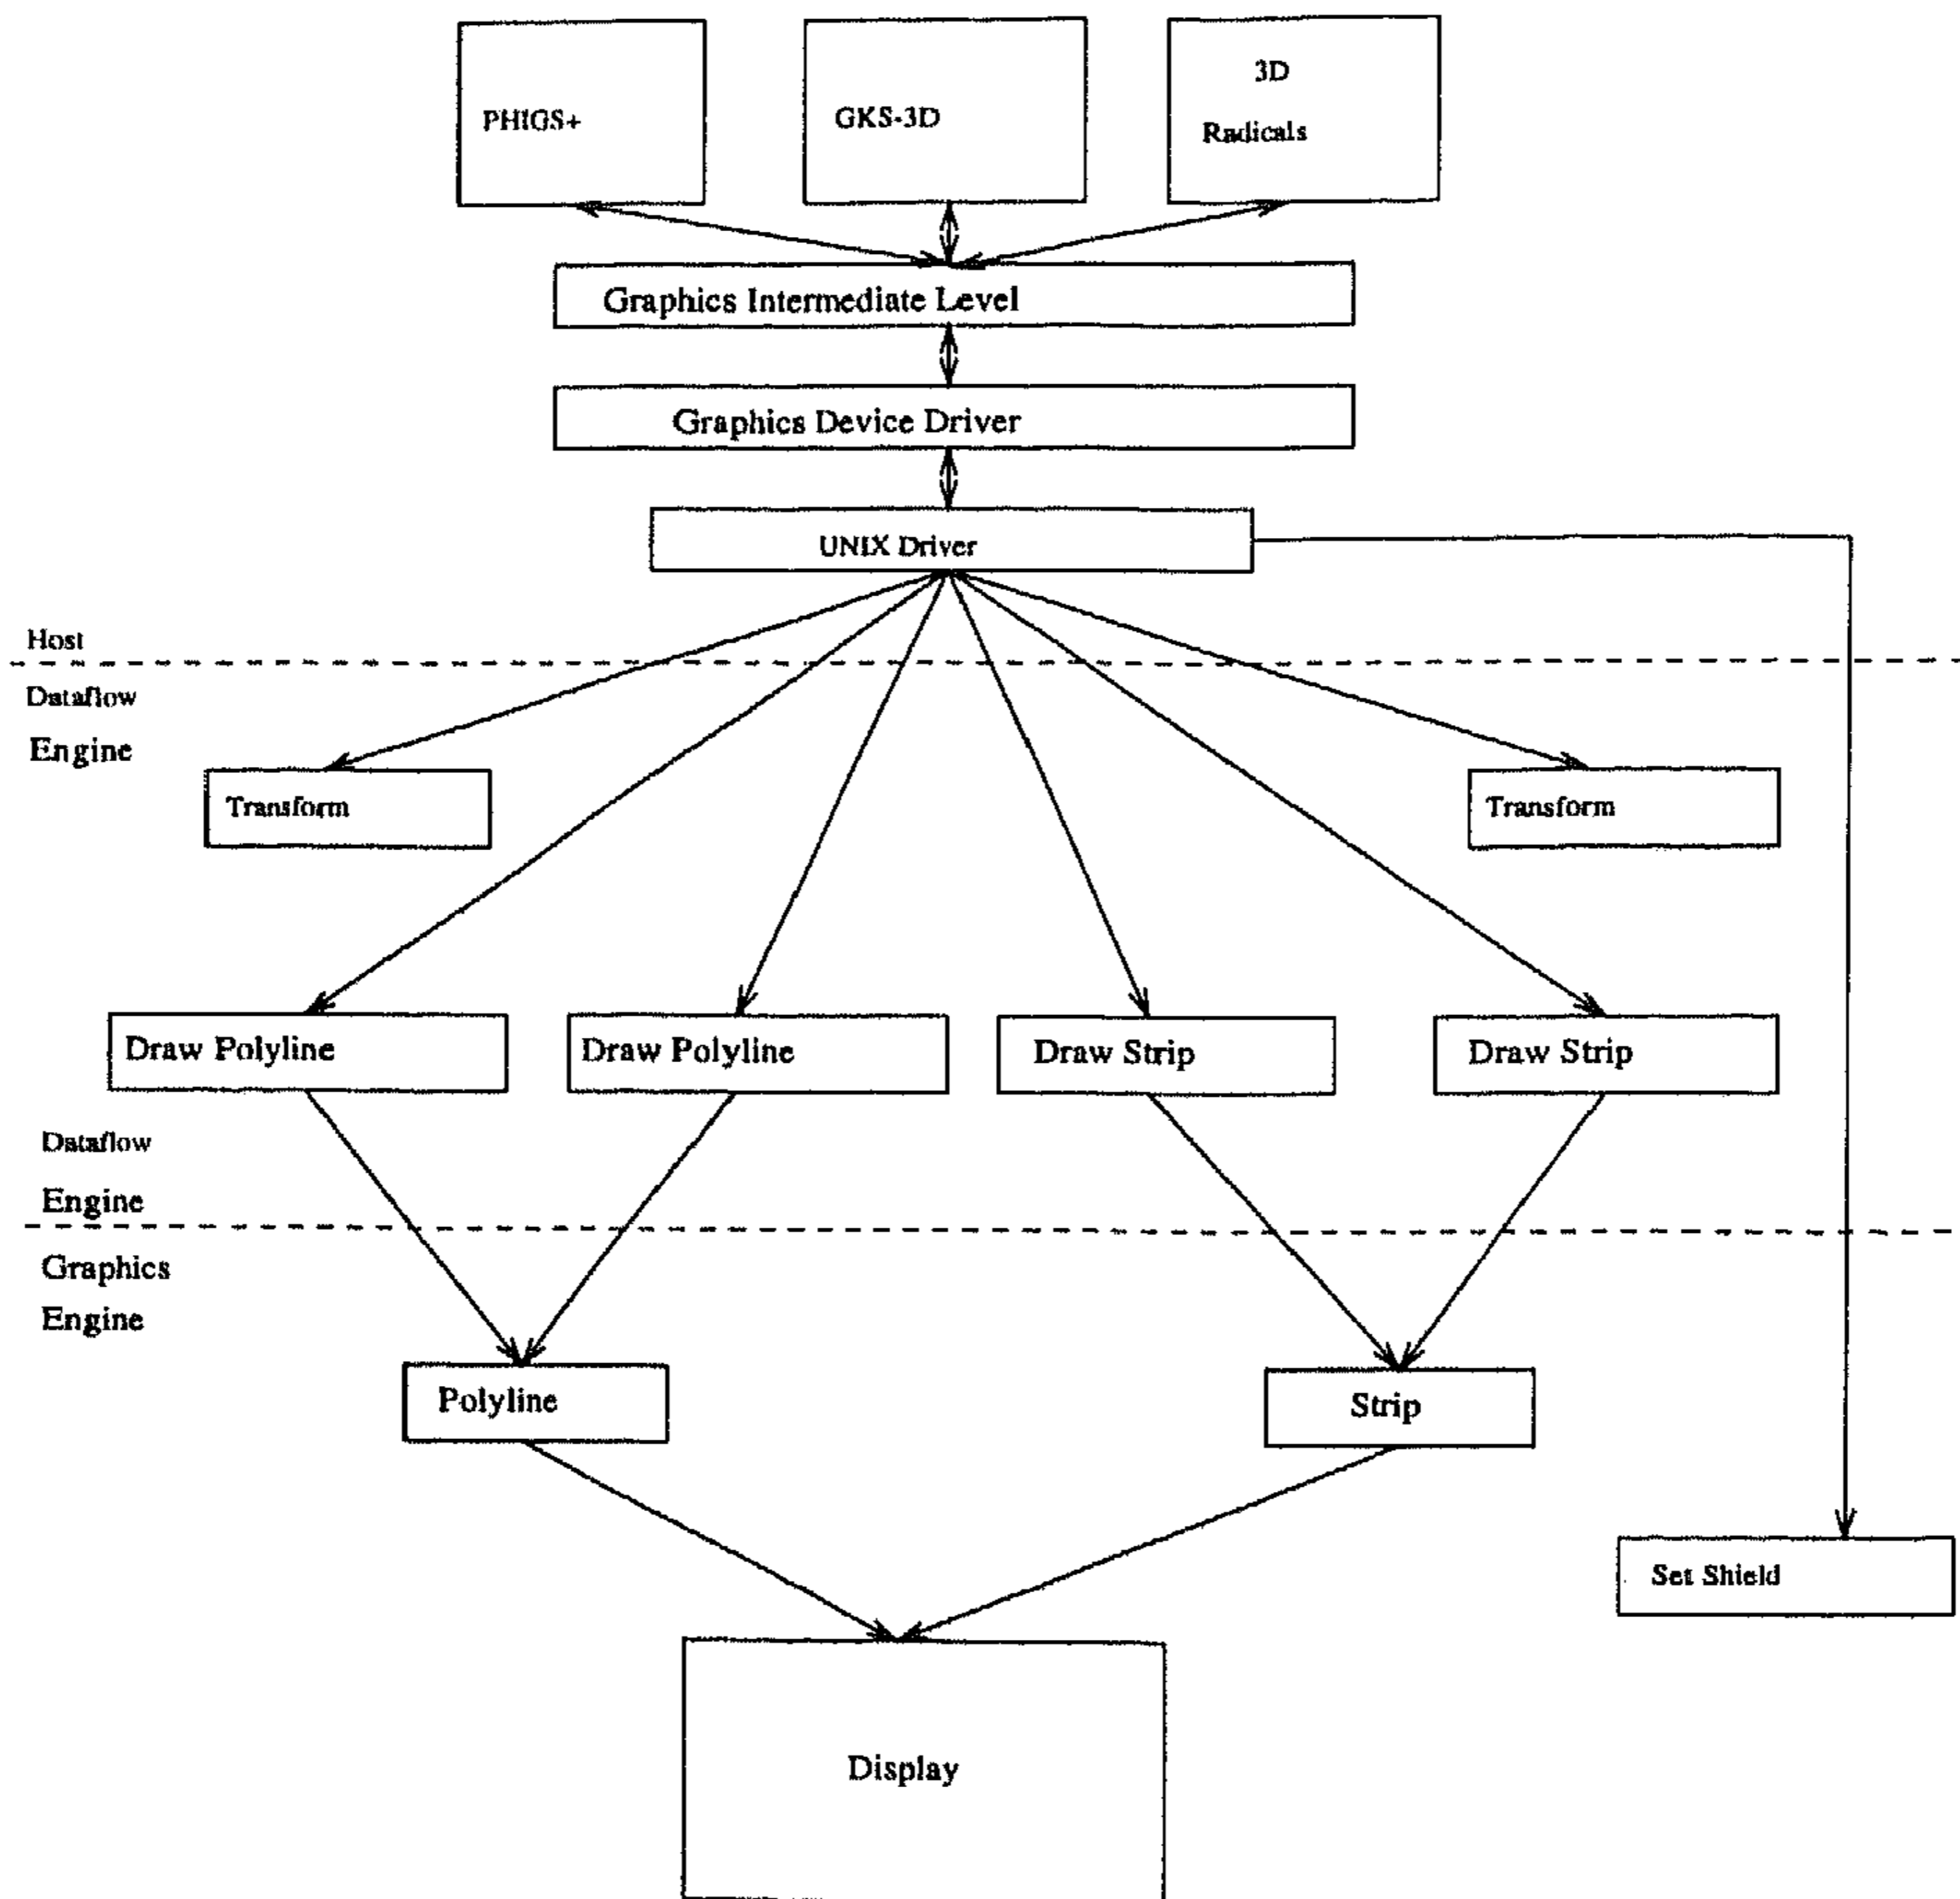 PHIGS+
GKS-3D
3D
Radicals
Graphics Intermediate Level
Graphics Device Driver
UNIX Driver
Host
Dataflow
Engine
Transform
Transform
Draw Polyline
Draw Polyline
Draw Strip
Draw Strip
Dataflow
Engine
Graphics
Engine
Polyline
Strip
Set Shield
Display